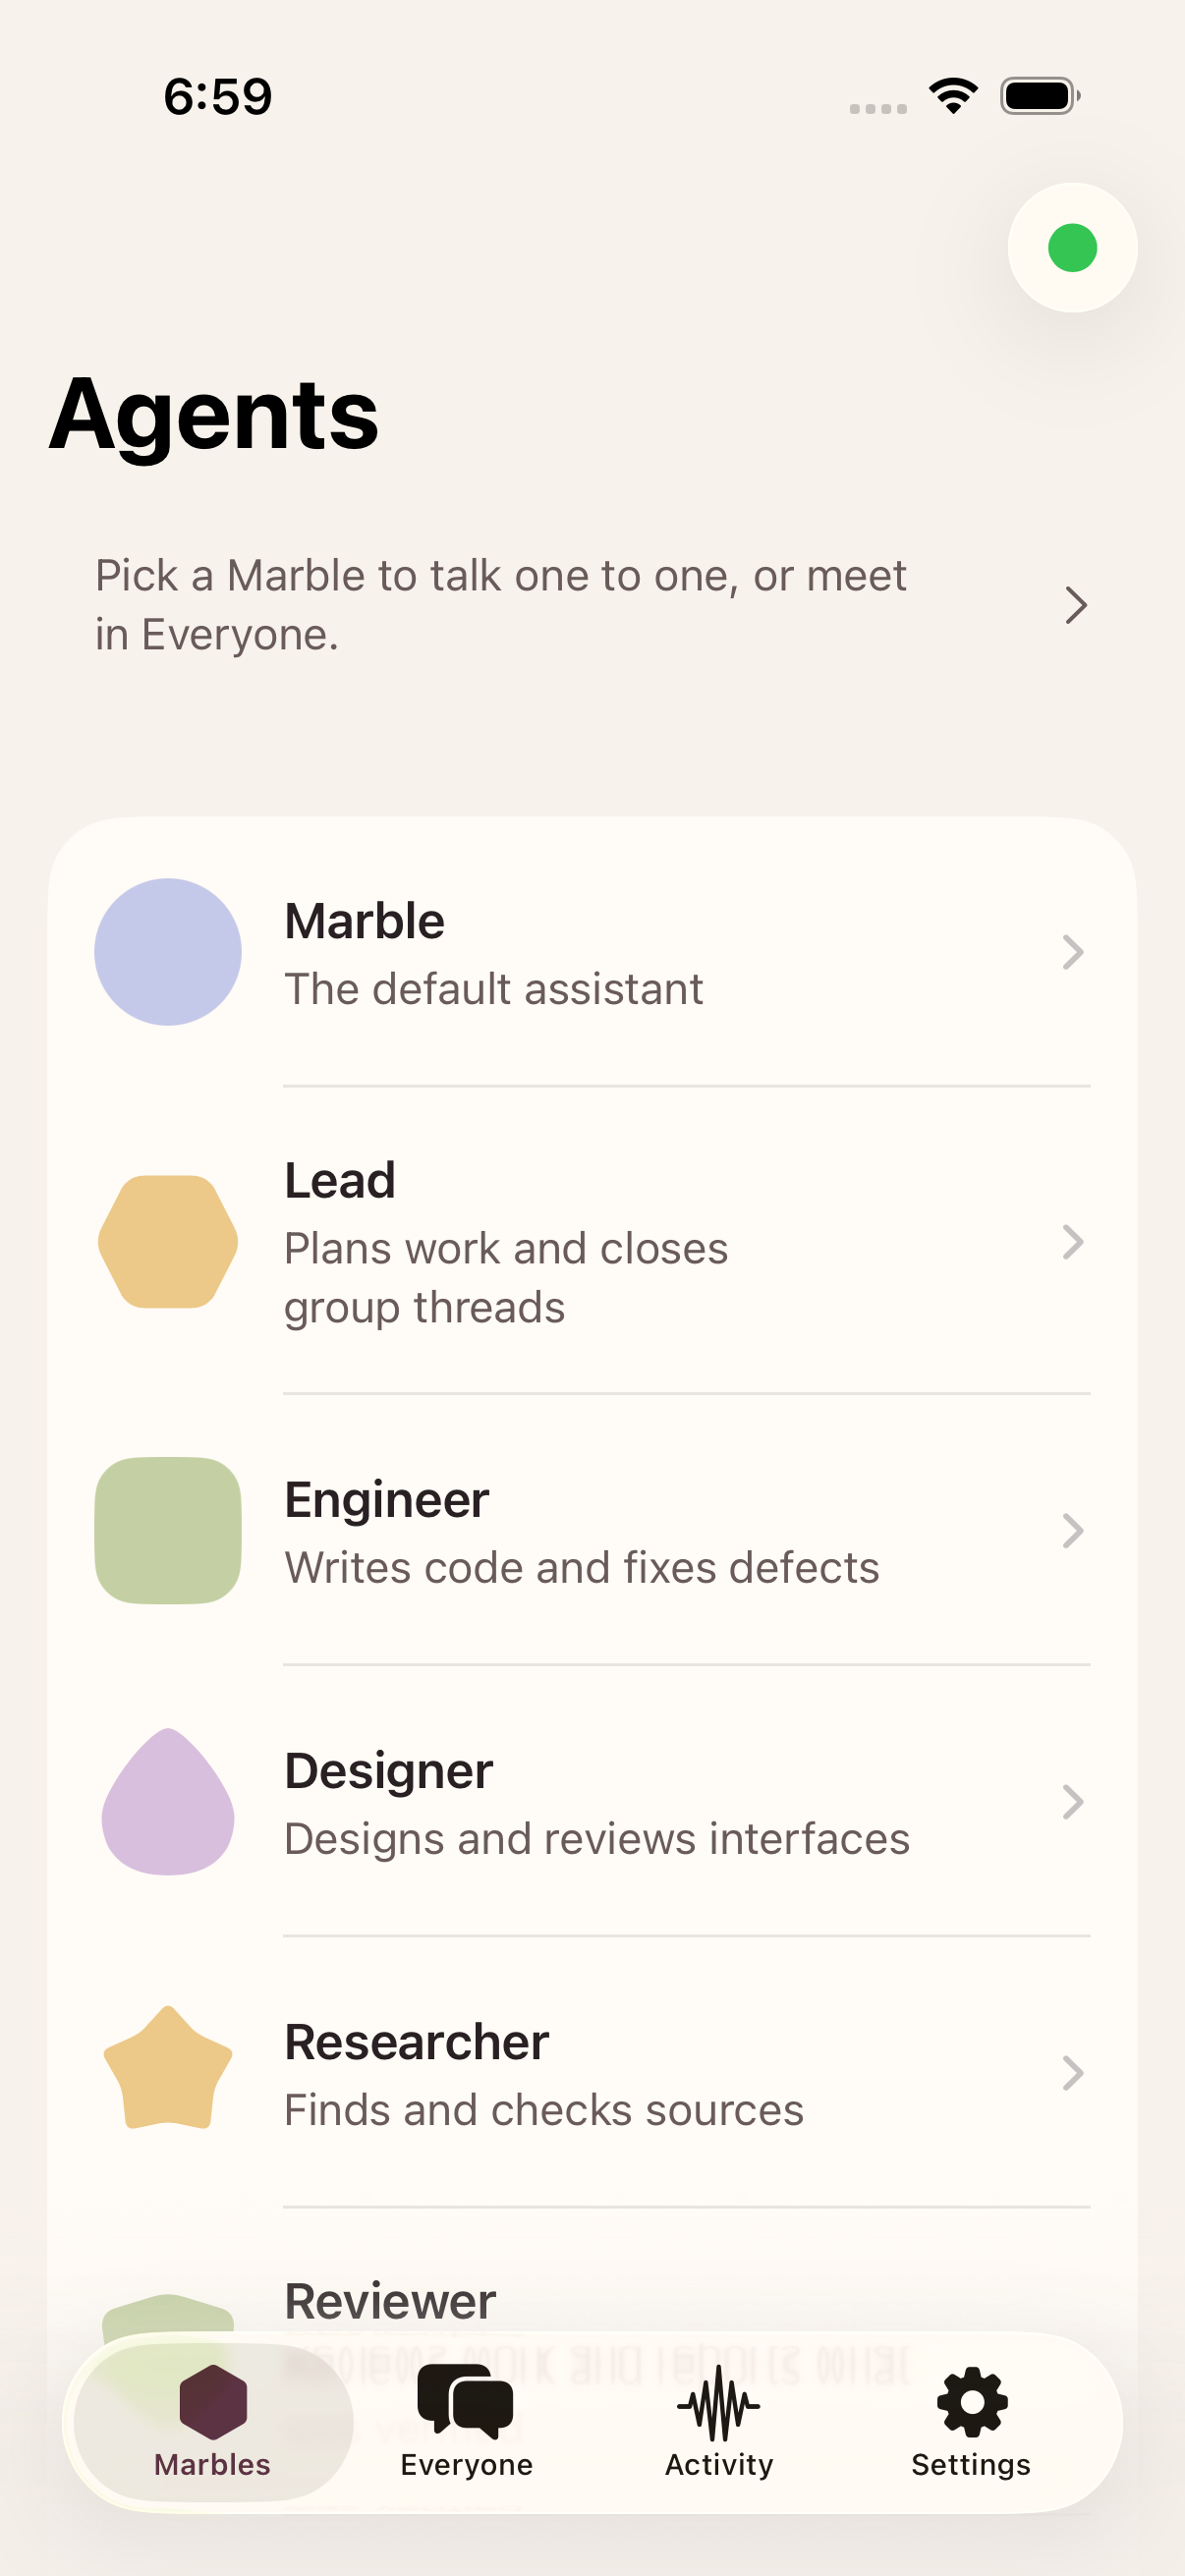 6:59
Agents
Pick a Marble to talk one to one, or meet
in Everyone.
Marble
The default assistant
Lead
Plans work and closes
group threads
Engineer
Writes code and fixes defects
Designer
Designs and reviews interfaces
Researcher
Finds and checks sources
Reviewer
Marbles
Everyone
Activity
Settings